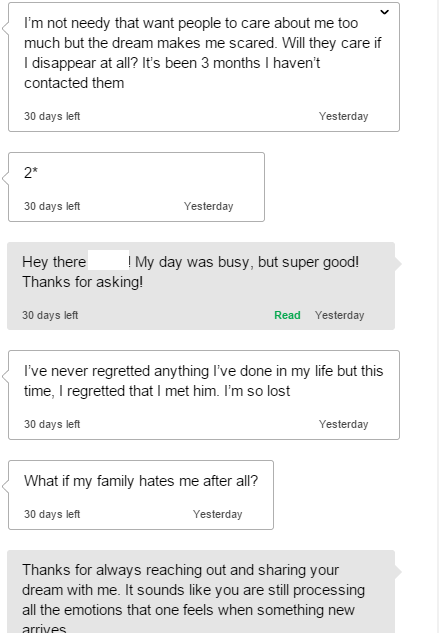 I’m not needy that want people to care about me too
much but the dream makes me scared. Will they care if
I disappear at all? It’s been 3 months I haven’t
contacted them
30 days left Yesterday
2*
30 days left Yesterday
Hey there ! My day was busy, but super good!
Thanks for asking!
30 days left Read Yesterday
I’ve never regretted anything I’ve done in my life but this
time, I regretted that I met him. I’m so lost
30 days left Yesterday
What if my family hates me after all?
30 days left Yesterday
Thanks for always reaching out and sharing your
dream with me. It sounds like you are still processing
all the emotions that one feels when something new
arrives